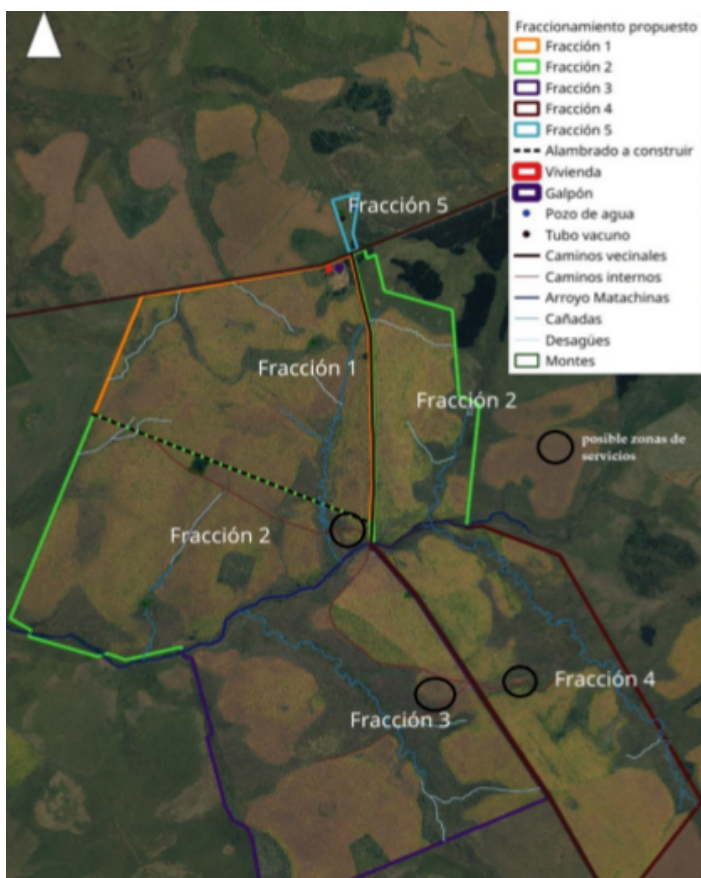 Fraccionamiento propuesto
Fracción 1
Fracción 2
Fracción 3
Fracción 4
Fracción 5
Alambrado a construir
Vivienda
Galpón
Pozo de agua
Tubo vacuno
Caminos vecinales
Caminos internos
Arroyo Matachinas
Cañadas
Desagües
Montes
Fracción 5
Fracción 1
Fracción 2
posible zonas de
servicios
Fracción 2
Fracción 4
Fracción 3